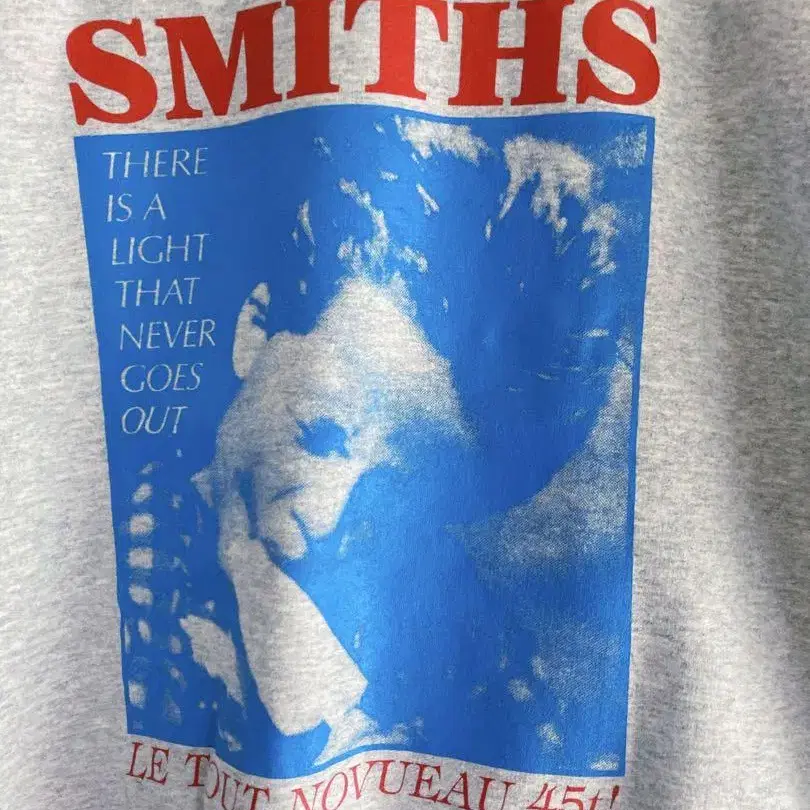 SMITHS
THERE
IS A
LIGHT
THAT
NEVER
GOES
OUT
LE TOUT NOVUEAU 45t!